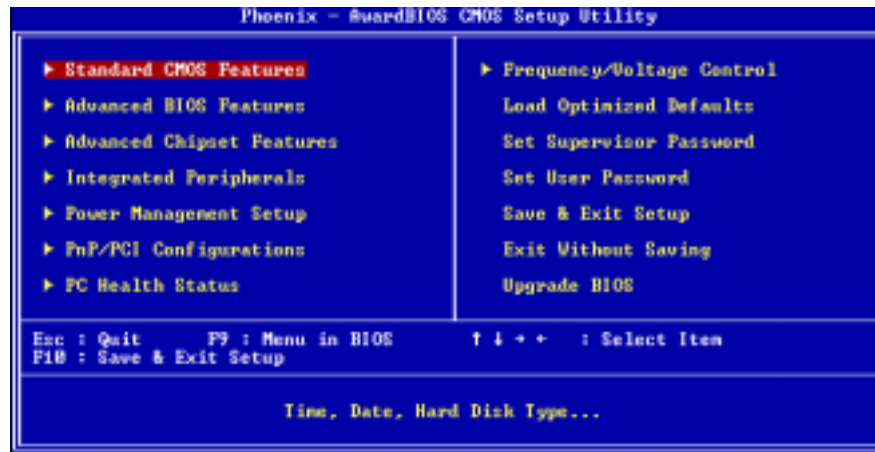 Phoenix - AwardBIOS CMOS Setup Utility
▶ Standard CMOS Features
▶ Advanced BIOS Features
▶ Advanced Chipset Features
▶ Integrated Peripherals
▶ Power Management Setup
▶ PnP/PCI Configurations
▶ PC Health Status
▶ Frequency/Voltage Control
Load Optimized Defaults
Set Supervisor Password
Set User Password
Save & Exit Setup
Exit Without Saving
Upgrade BIOS
Esc : Quit F9 : Menu in BIOS ↑ ↓ → ← : Select Item
F10 : Save & Exit Setup
Time, Date, Hard Disk Type...